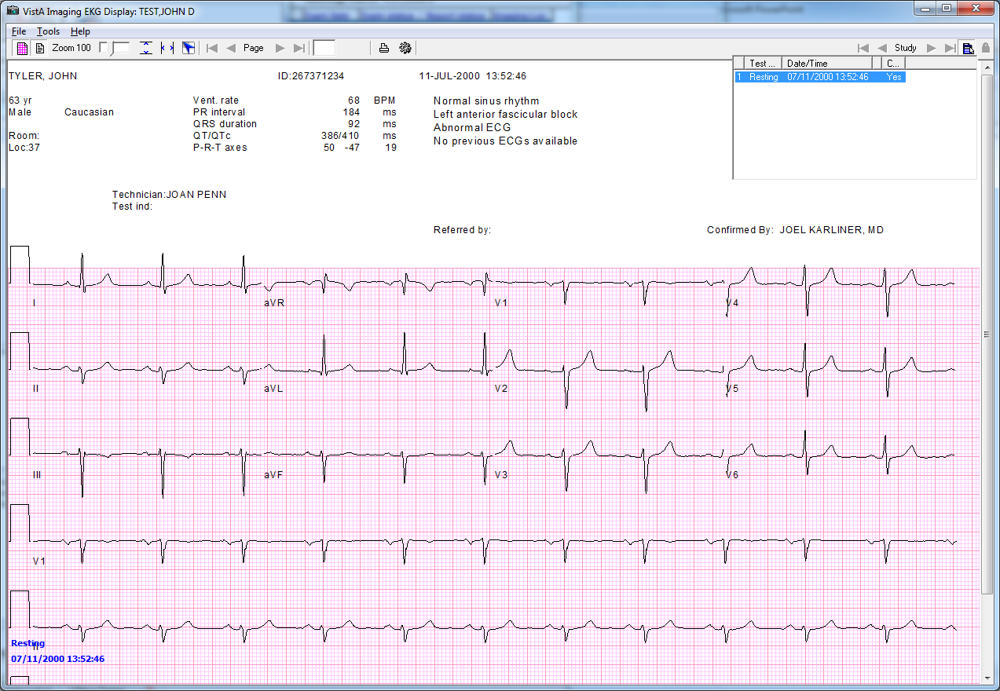 VistA Imaging EKG Display: TEST,JOHN D
File Tools Help
Zoom 100 Page Study
Test ... Date/Time C...
1 Resting 07/11/2000 13:52:46 Yes
TYLER, JOHN ID:267371234 11-JUL-2000 13:52:46
63 yr Vent. rate 68 BPM Normal sinus rhythm
Male Caucasian PR interval 184 ms Left anterior fascicular block
QRS duration 92 ms Abnormal ECG
Room: QT/QTc 386/410 ms No previous ECGs available
Loc:37 P-R-T axes 50 -47 19
Technician:JOAN PENN
Test ind:
Referred by: Confirmed By: JOEL KARLINER, MD
I aVR V1 V4
II aVL V2 V5
III aVF V3 V6
V1
II
Resting
07/11/2000 13:52:46